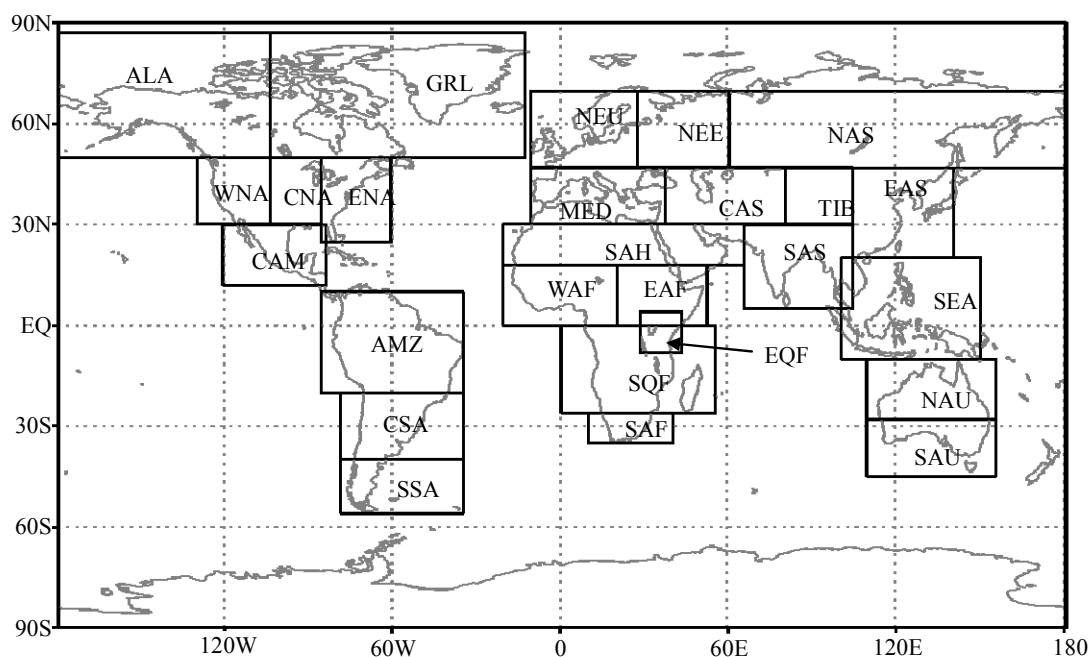 90N
ALA
GRL
60N
NEU
NEE
NAS
WNA
CNA
ENA
MED
CAS
TIB
EAS
30N
CAM
SAH
SAS
WAF
EAF
SEA
EQ
AMZ
EQF
SQF
NAU
30S
CSA
SAF
SAU
SSA
60S
90S
120W
60W
0
60E
120E
180